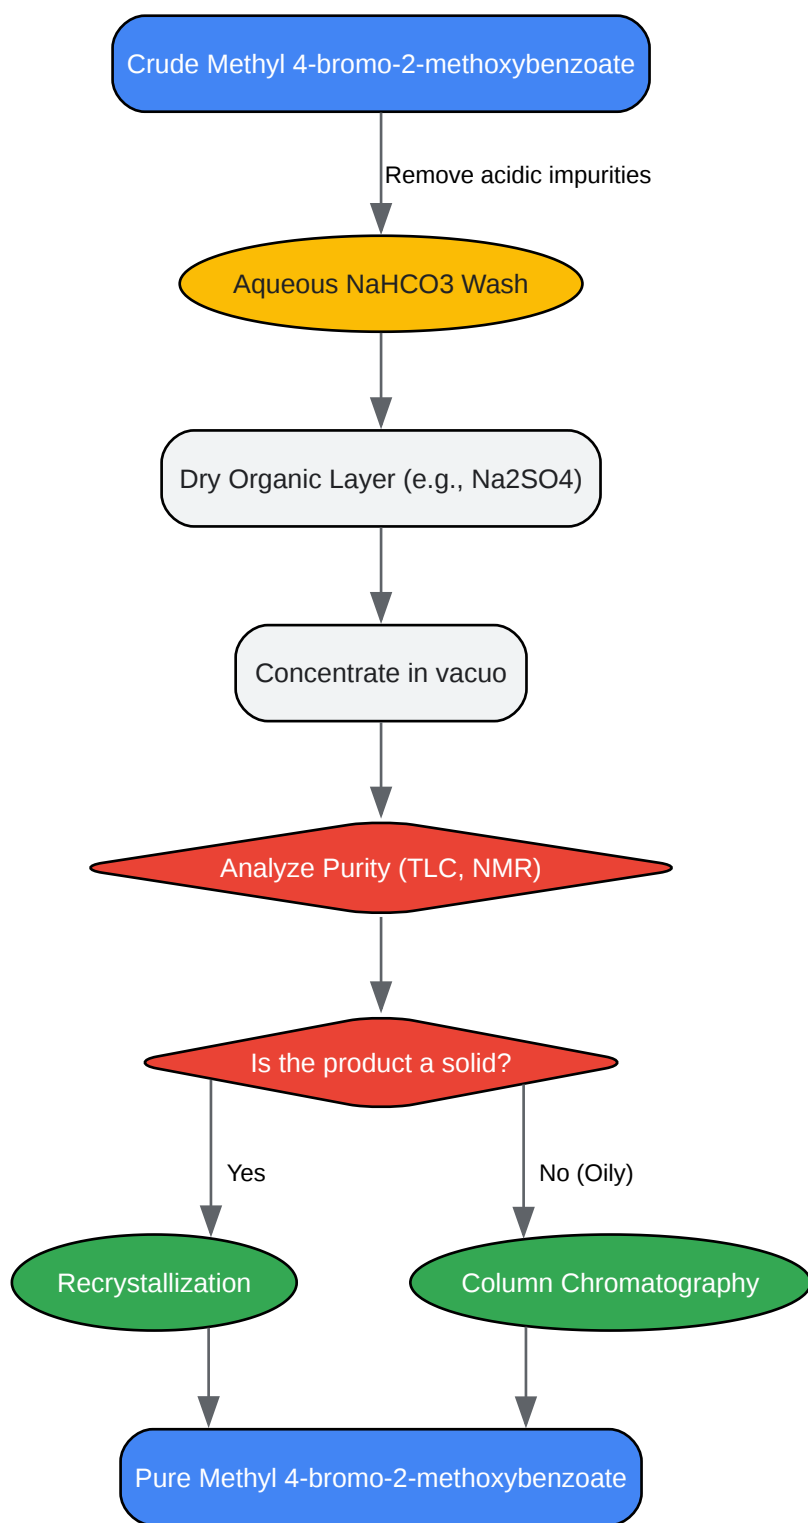 Crude Methyl 4-bromo-2-methoxybenzoate
Remove acidic impurities
Aqueous NaHCO3 Wash
Dry Organic Layer (e.g., Na2SO4)
Concentrate in vacuo
Analyze Purity (TLC, NMR)
Is the product a solid?
Yes
No (Oily)
Recrystallization
Column Chromatography
Pure Methyl 4-bromo-2-methoxybenzoate